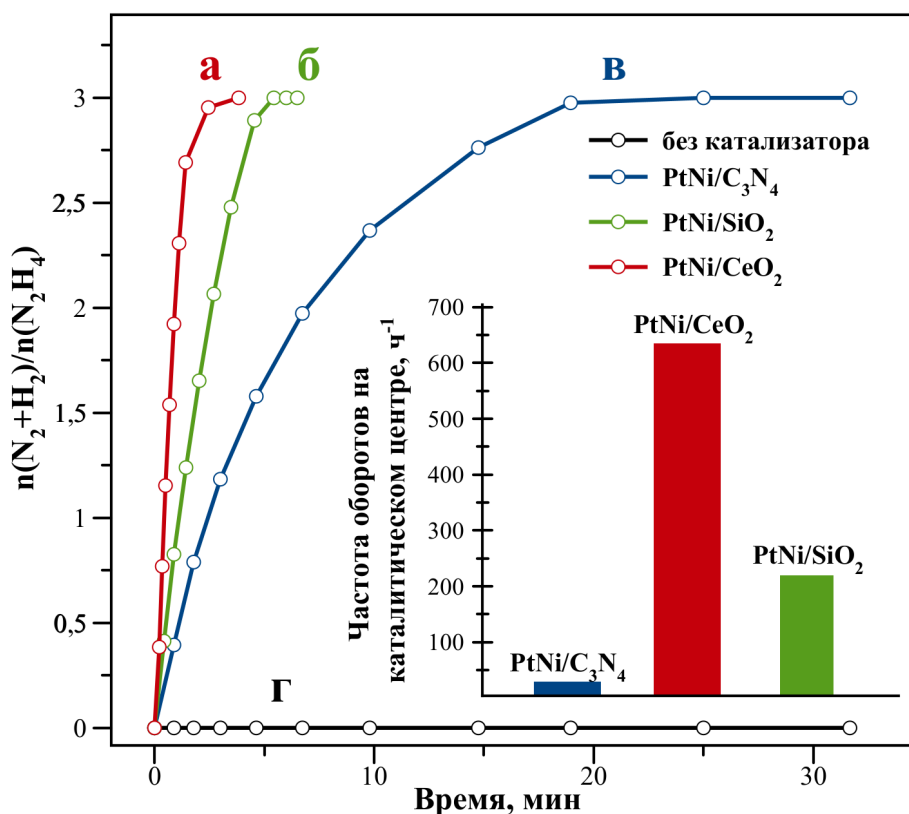 а
б
в
г
3
2,5
2
1,5
1
0,5
0
n(N₂+H₂)/n(N₂H₄)
0
10
20
30
Время, мин
без катализатора
PtNi/C₃N₄
PtNi/SiO₂
PtNi/CeO₂
Частота оборотов на
каталитическом центре, ч⁻¹
700
600
500
400
300
200
100
PtNi/C₃N₄
PtNi/CeO₂
PtNi/SiO₂